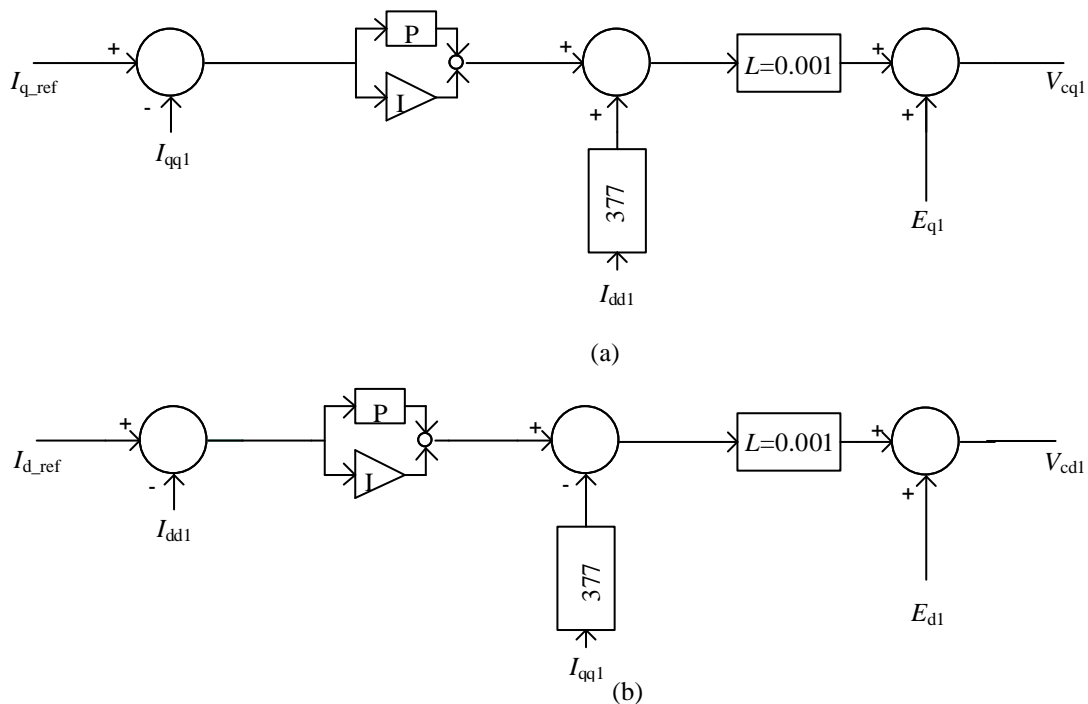 +
P
+
+
L=0.001
+
I_q_ref
V_cq1
-
I
+
+
I_qq1
377
E_q1
I_dd1
(a)
+
P
+
+
L=0.001
I_d_ref
V_cd1
-
I
-
+
I_dd1
377
E_d1
I_qq1
(b)